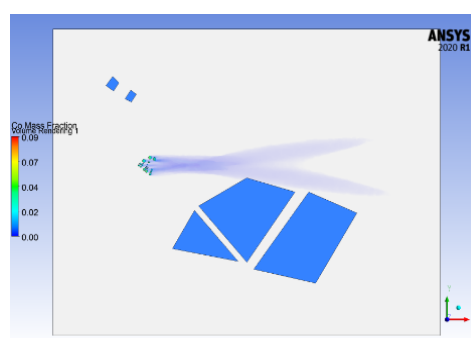 ANSYS
2020 R1
Co.Mass Fraction
Volume Rendering 1
0.09
0.07
0.04
0.02
0.00